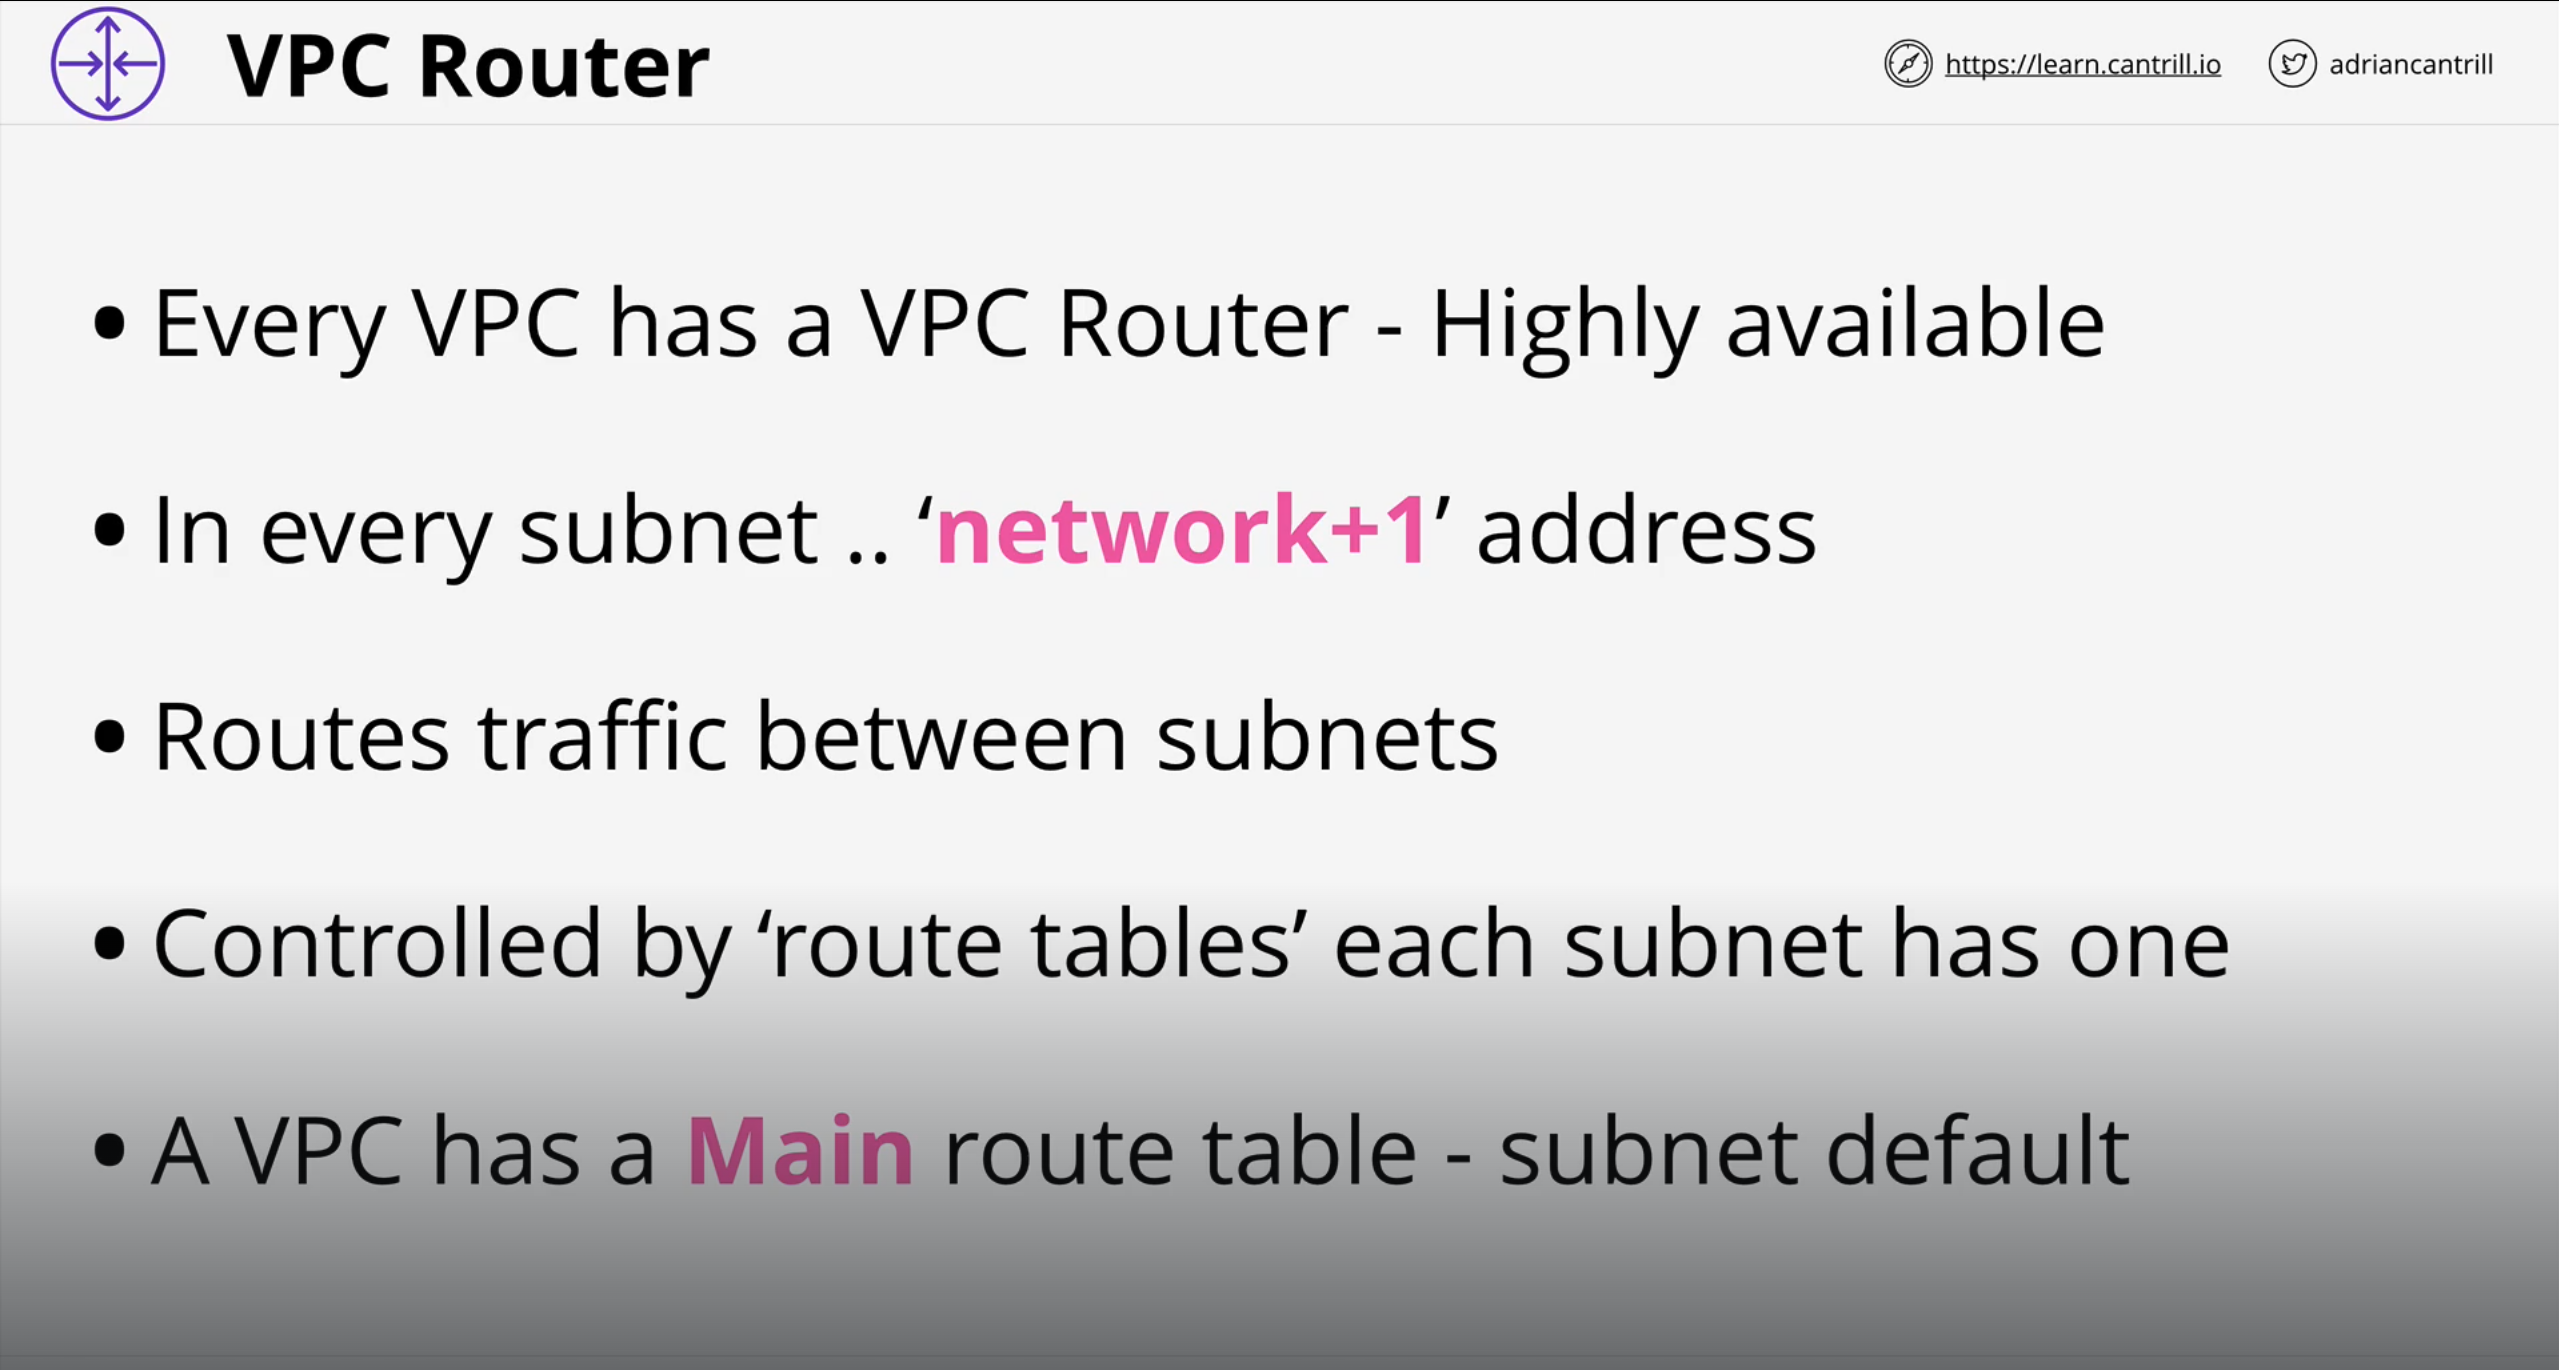 VPC Router
https://learn.cantrill.io
adriancantrill
• Every VPC has a VPC Router - Highly available
• In every subnet .. ‘network+1’ address
• Routes traffic between subnets
• Controlled by ‘route tables’ each subnet has one
• A VPC has a Main route table - subnet default